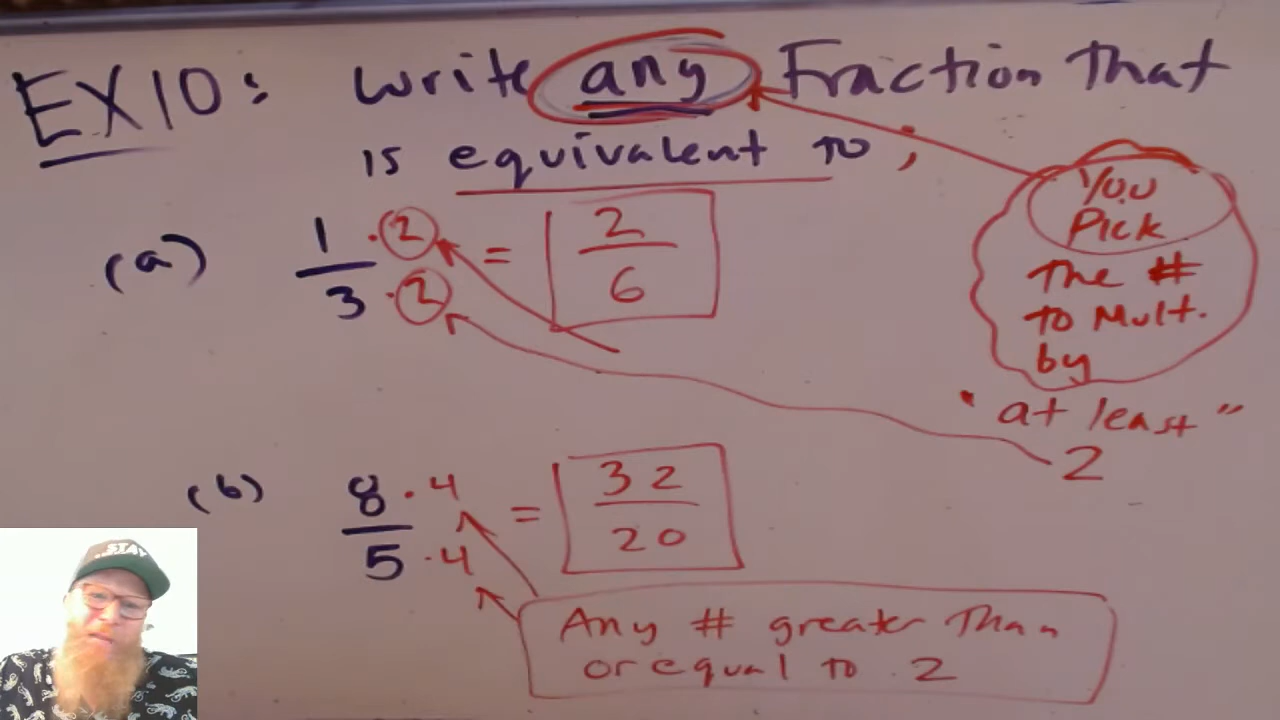 EX10: Write any Fraction that
is equivalent to;
(a) 1/3 · 2 / · 2 = 2/6
You
Pick
The #
to Mult.
by
"at least"
2
(b) 8/5 · 4 / · 4 = 32/20
Any # greater Than
or equal to 2
STAY